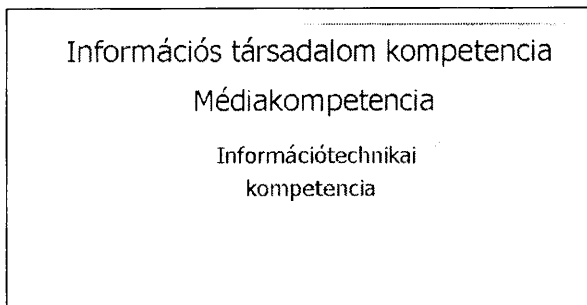 Információs társadalom kompetencia
Médiakompetencia
Információtechnikai
kompetencia